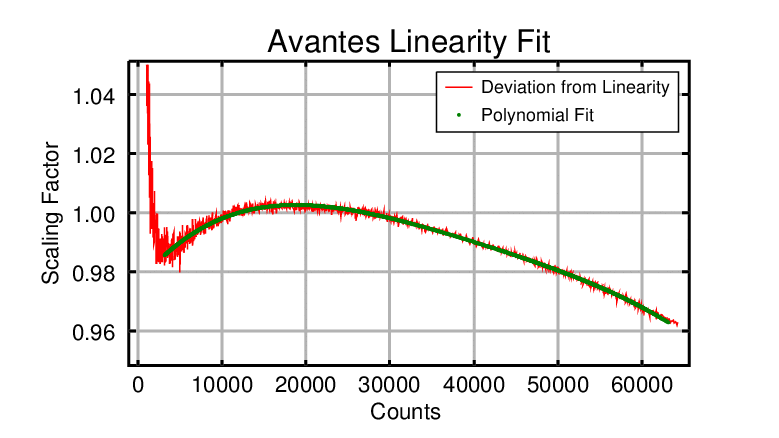 Avantes Linearity Fit
Deviation from Linearity
Polynomial Fit
Scaling Factor
1.04
1.02
1.00
0.98
0.96
0 10000 20000 30000 40000 50000 60000
Counts